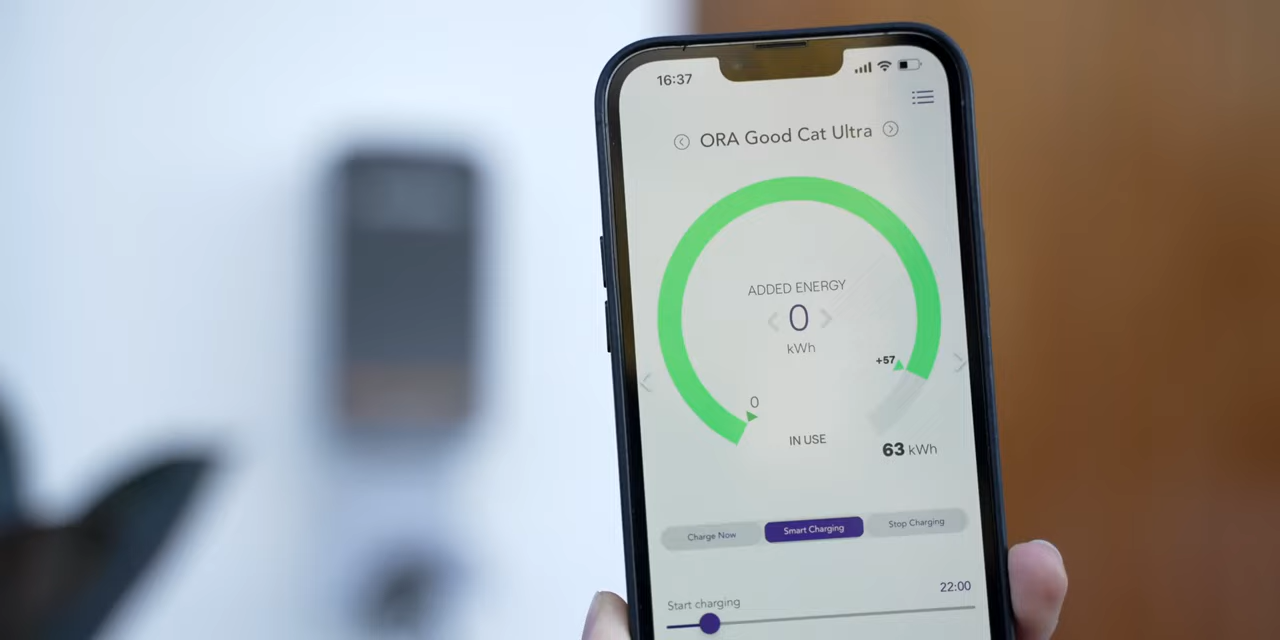 16:37
ORA Good Cat Ultra
ADDED ENERGY
0
kWh
+57
0
IN USE
63 kWh
Charge Now
Smart Charging
Stop Charging
22:00
Start charging